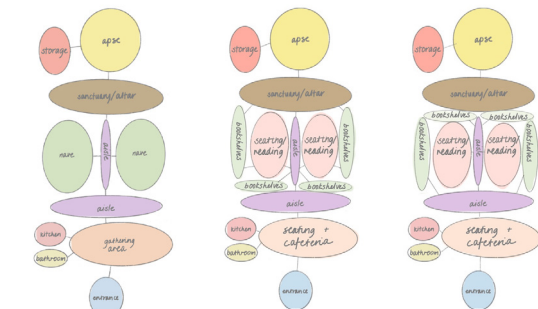 apse
storage
sanctuary/altar
nave
aisle
nave
aisle
kitchen
gathering
area
bathroom
entrance
apse
storage
sanctuary/altar
bookshelves
seating/
reading
aisle
seating/
reading
bookshelves
bookshelves
bookshelves
aisle
kitchen
seating +
cafeteria
bathroom
entrance
apse
storage
sanctuary/altar
bookshelves
bookshelves
bookshelves
seating/
reading
aisle
seating/
reading
bookshelves
aisle
kitchen
seating +
cafeteria
bathroom
entrance